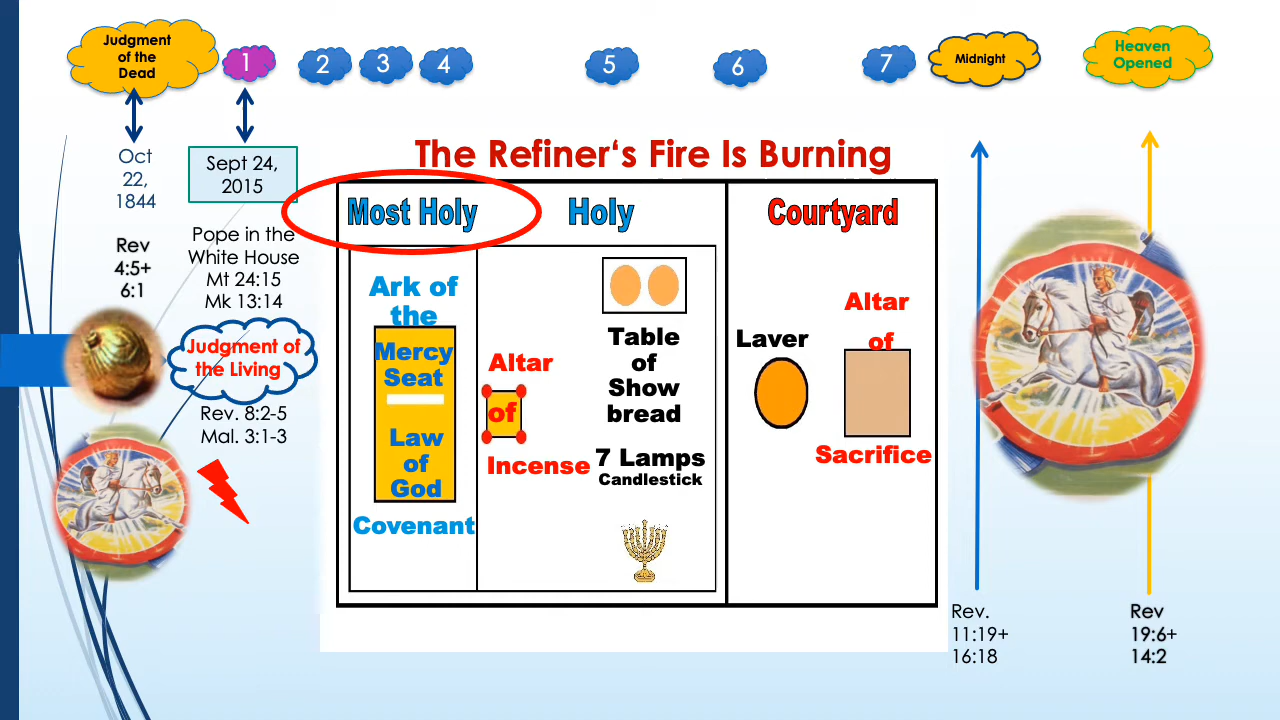 Judgment
of the
Dead
1
2
3
4
5
6
7
Midnight
Heaven
Opened
Oct
22,
1844
Sept 24,
2015
Rev
4:5+
6:1
Pope in the
White House
Mt 24:15
Mk 13:14
Judgment of
the Living
Rev. 8:2-5
Mal. 3:1-3
The Refiner‘s Fire Is Burning
Most Holy
Holy
Courtyard
Ark of
the
Mercy
Seat
Law
of
God
Covenant
Altar
of
Incense
Table
of
Show
bread
7 Lamps
Candlestick
Laver
Altar
of
Sacrifice
Rev.
11:19+
16:18
Rev
19:6+
14:2